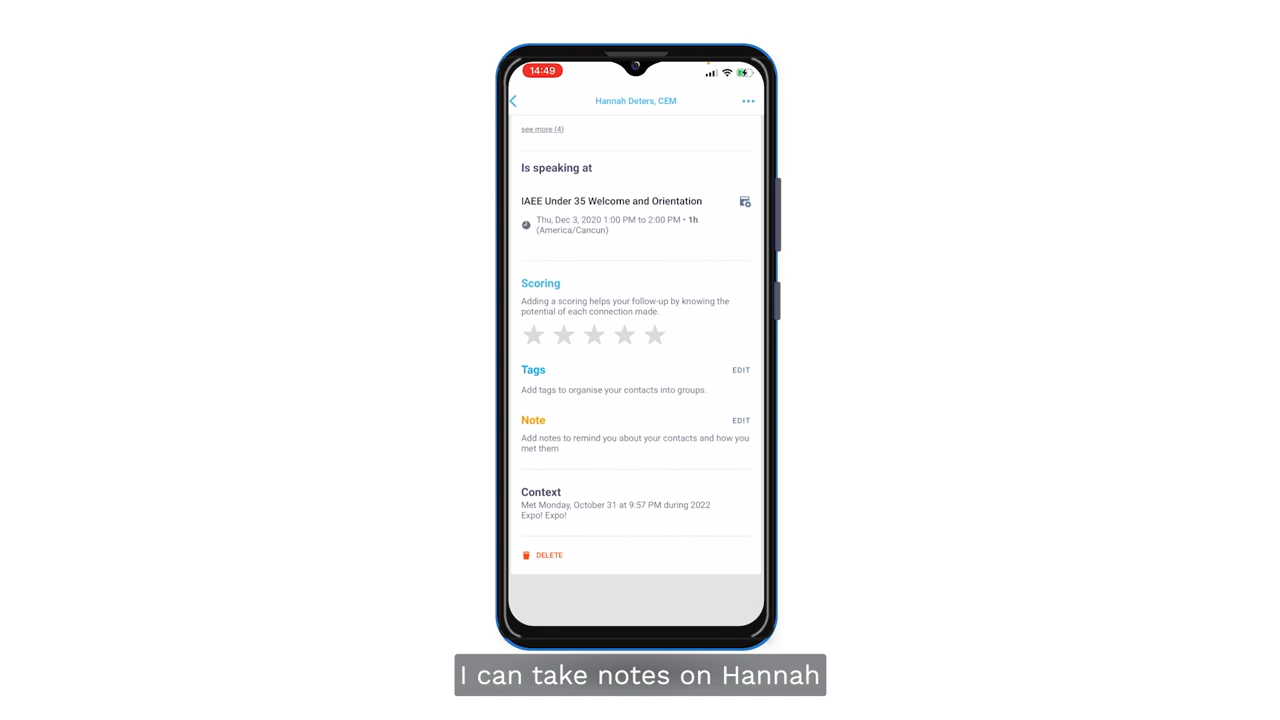 14:49
Hannah Deters, CEM
see more (4)
Is speaking at
IAEE Under 35 Welcome and Orientation
Thu, Dec 3, 2020 1:00 PM to 2:00 PM • 1h
(America/Cancun)
Scoring
Adding a scoring helps your follow-up by knowing the
potential of each connection made.
Tags
EDIT
Add tags to organise your contacts into groups.
Note
EDIT
Add notes to remind you about your contacts and how you
met them
Context
Met Monday, October 31 at 9:57 PM during 2022
Expo! Expo!
DELETE
I can take notes on Hannah